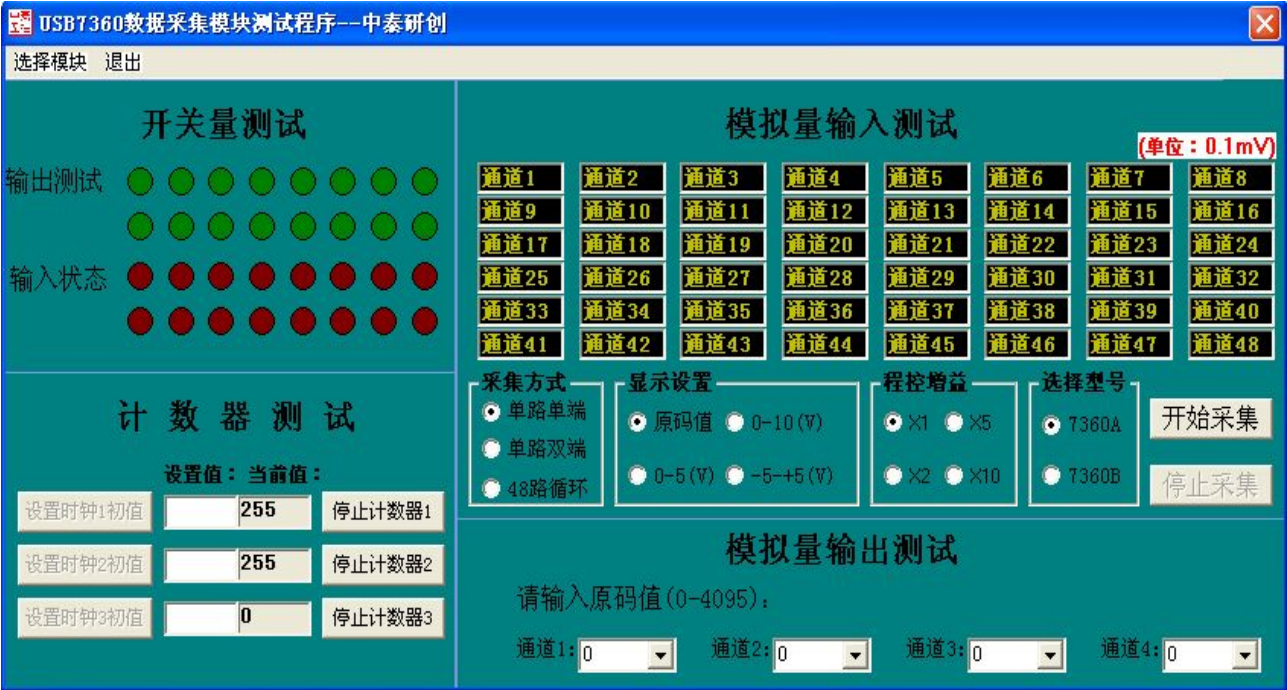 USB7360数据采集模块测试程序--中泰研创
选择模块 退出
开关量测试
输出测试
输入状态
计数器测试
设置值: 当前值:
设置时钟1初值 255 停止计数器1
设置时钟2初值 255 停止计数器2
设置时钟3初值 0 停止计数器3
模拟量输入测试
(单位:0.1mV)
通道1 通道2 通道3 通道4 通道5 通道6 通道7 通道8
通道9 通道10 通道11 通道12 通道13 通道14 通道15 通道16
通道17 通道18 通道19 通道20 通道21 通道22 通道23 通道24
通道25 通道26 通道27 通道28 通道29 通道30 通道31 通道32
通道33 通道34 通道35 通道36 通道37 通道38 通道39 通道40
通道41 通道42 通道43 通道44 通道45 通道46 通道47 通道48
采集方式
单路单端
单路双端
48路循环
显示设置
原码值 0-10(V)
0-5(V) -5-+5(V)
程控增益
X1 X5
X2 X10
选择型号
7360A
7360B
开始采集
停止采集
模拟量输出测试
请输入原码值(0-4095):
通道1: 0 通道2: 0 通道3: 0 通道4: 0